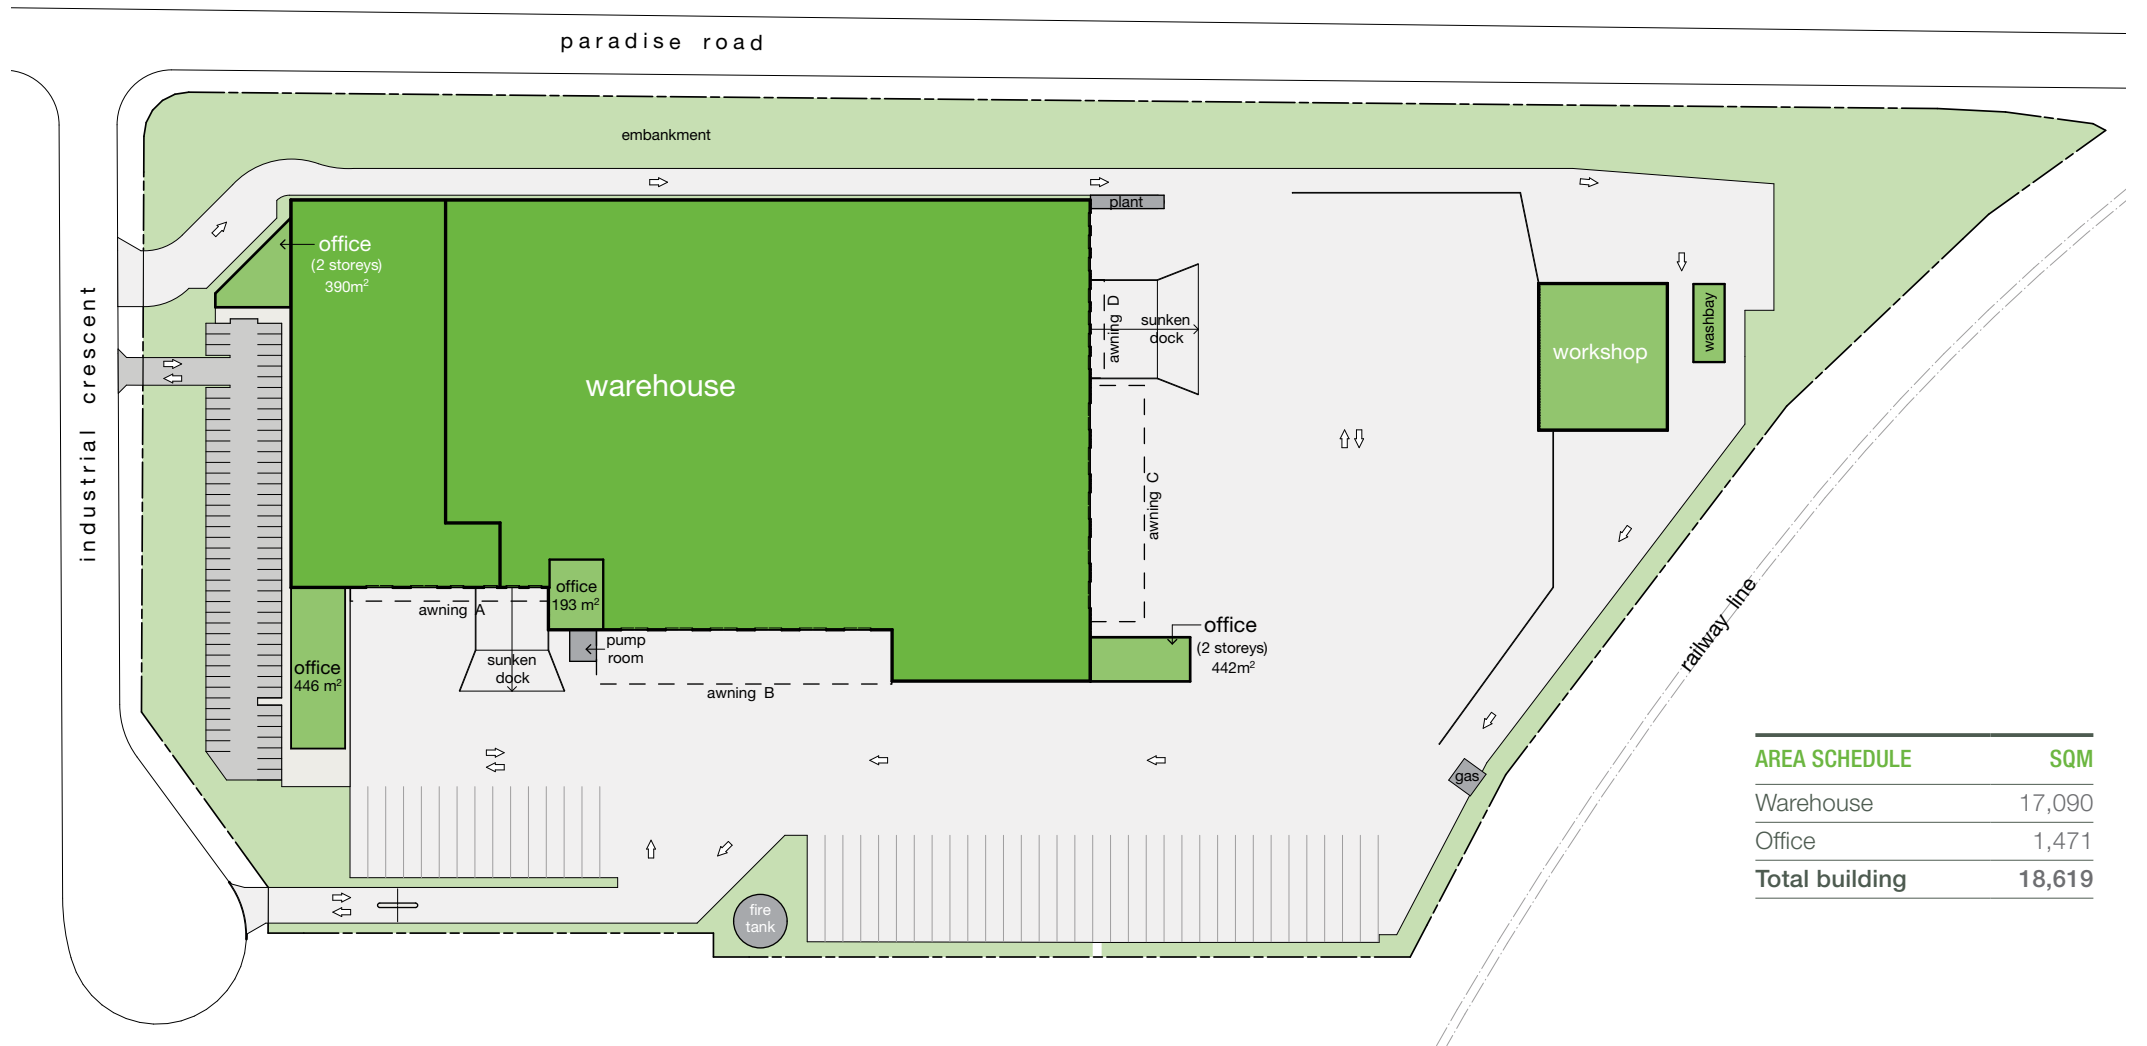 paradise road
embankment
plant
office
(2 storeys)
390m²
industrial crescent
warehouse
awning D
sunken
dock
workshop
washbay
awning C
office
193 m²
awning A
pump
room
office
(2 storeys)
442m²
railway line
office
446 m²
sunken
dock
awning B
gas
fire
tank
AREA SCHEDULE SQM
Warehouse 17,090
Office 1,471
Total building 18,619